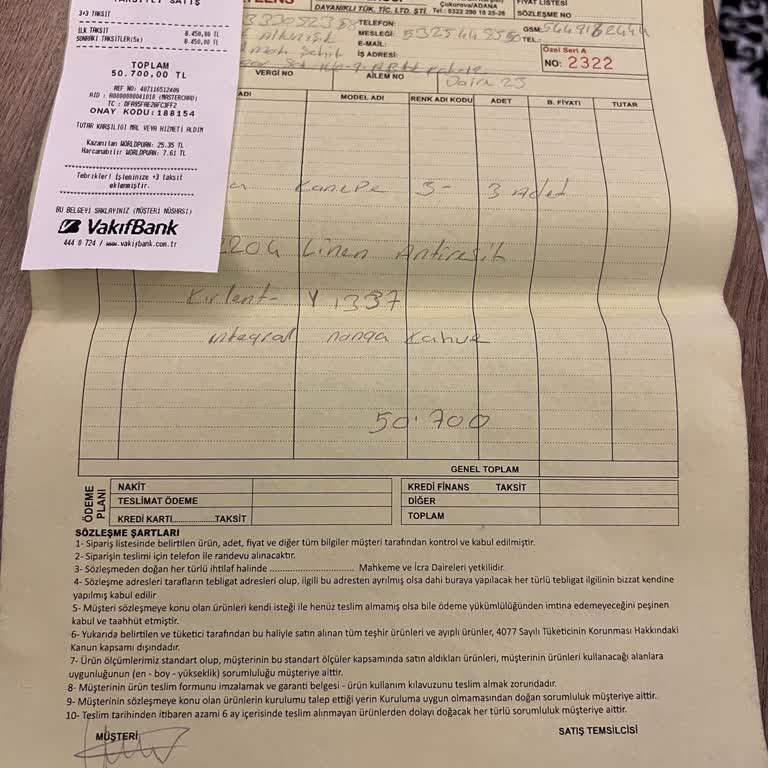 TAKSİTLİ SATIŞ
3+3 TAKSİT
İLK TAKSİT 8.450,00 TL
SONRAKİ TAKSİTLER(5x) 8.450,00 TL
TOPLAM
50.700,00 TL
REF NO: 407116512409
AID : A0000000041010 (MASTERCARD)
TC : DFA95FAE2BFC3FF2
ONAY KODU:188154
TUTAR KARŞILIĞI MAL VEYA HİZMETİ ALDIM
Kazanılan WORLDPUAN: 25.35 TL
Harcanabilir WORLDPUAN: 7.61 TL
Tebrikler! İşleminize +3 taksit
eklenmiştir.
BU BELGEYİ SAKLAYINIZ (MÜŞTERİ NÜSHASI)
VakıfBank
444 0 724 / www.vakifbank.com.tr
DAYANIKLI TÜK. TİC. LTD. ŞTİ.
Çukurova/ADANA
Tel.: 0322 290 18 25-26
FİYAT LİSTESİ
SÖZLEŞME NO
TELEFON:
MESLEĞİ:
E-MAİL:
İŞ ADRESİ:
GSM:
TEL.:
Özel Seri A
NO: 2322
VERGİ NO
AİLEM NO
Daire 23
ADI MODEL ADI RENK ADI KODU ADET B. FİYATI TUTAR
Kanepe 3- 3 Adet
Linen Antiresit
Kırlent- Y 1337
integral nanga Kahve
50.700
GENEL TOPLAM
ÖDEME PLANI
NAKİT
TESLİMAT ÖDEME
KREDİ KARTI..................TAKSİT
KREDİ FİNANS TAKSİT
DİĞER
TOPLAM
SÖZLEŞME ŞARTLARI
1- Sipariş listesinde belirtilen ürün, adet, fiyat ve diğer tüm bilgiler müşteri tarafından kontrol ve kabul edilmiştir.
2- Siparişin teslimi için telefon ile randevu alınacaktır.
3- Sözleşmeden doğan her türlü ihtilaf halinde .................................. Mahkeme ve İcra Daireleri yetkilidir.
4- Sözleşme adresleri tarafların tebligat adresleri olup, ilgili bu adresten ayrılmış olsa dahi buraya yapılacak her türlü tebligat ilgilinin bizzat kendine
yapılmış kabul edilir
5- Müşteri sözleşmeye konu olan ürünleri kendi isteği ile henüz teslim almamış olsa bile ödeme yükümlülüğünden imtina edemeyeceğini peşinen
kabul ve taahhüt etmiştir.
6- Yukarıda belirtilen ve tüketici tarafından bu haliyle satın alınan tüm teşhir ürünleri ve ayıplı ürünler, 4077 Sayılı Tüketicinin Korunması Hakkındaki
Kanun kapsamı dışındadır.
7- Ürün ölçümlerimiz standart olup, müşterinin bu standart ölçüler kapsamında satın aldıkları ürünleri, müşterinin ürünleri kullanacağı alanlara
uygunluğunun (en - boy - yükseklik) sorumluluğu müşteriye aittir.
8- Müşterinin ürün teslim formunu imzalamak ve garanti belgesi - ürün kullanım kılavuzunu teslim almak zorundadır.
9- Müşterinin sözleşmeye konu olan ürünlerin kurulumu talep ettiği yerin Kuruluma uygun olmamasından doğan sorumluluk müşteriye aittir.
10- Teslim tarihinden itibaren azami 6 ay içerisinde teslim alınmayan ürünlerden dolayı doğacak her türlü sorumluluk müşteriye aittir.
MÜŞTERİ
SATIŞ TEMSİLCİSİ